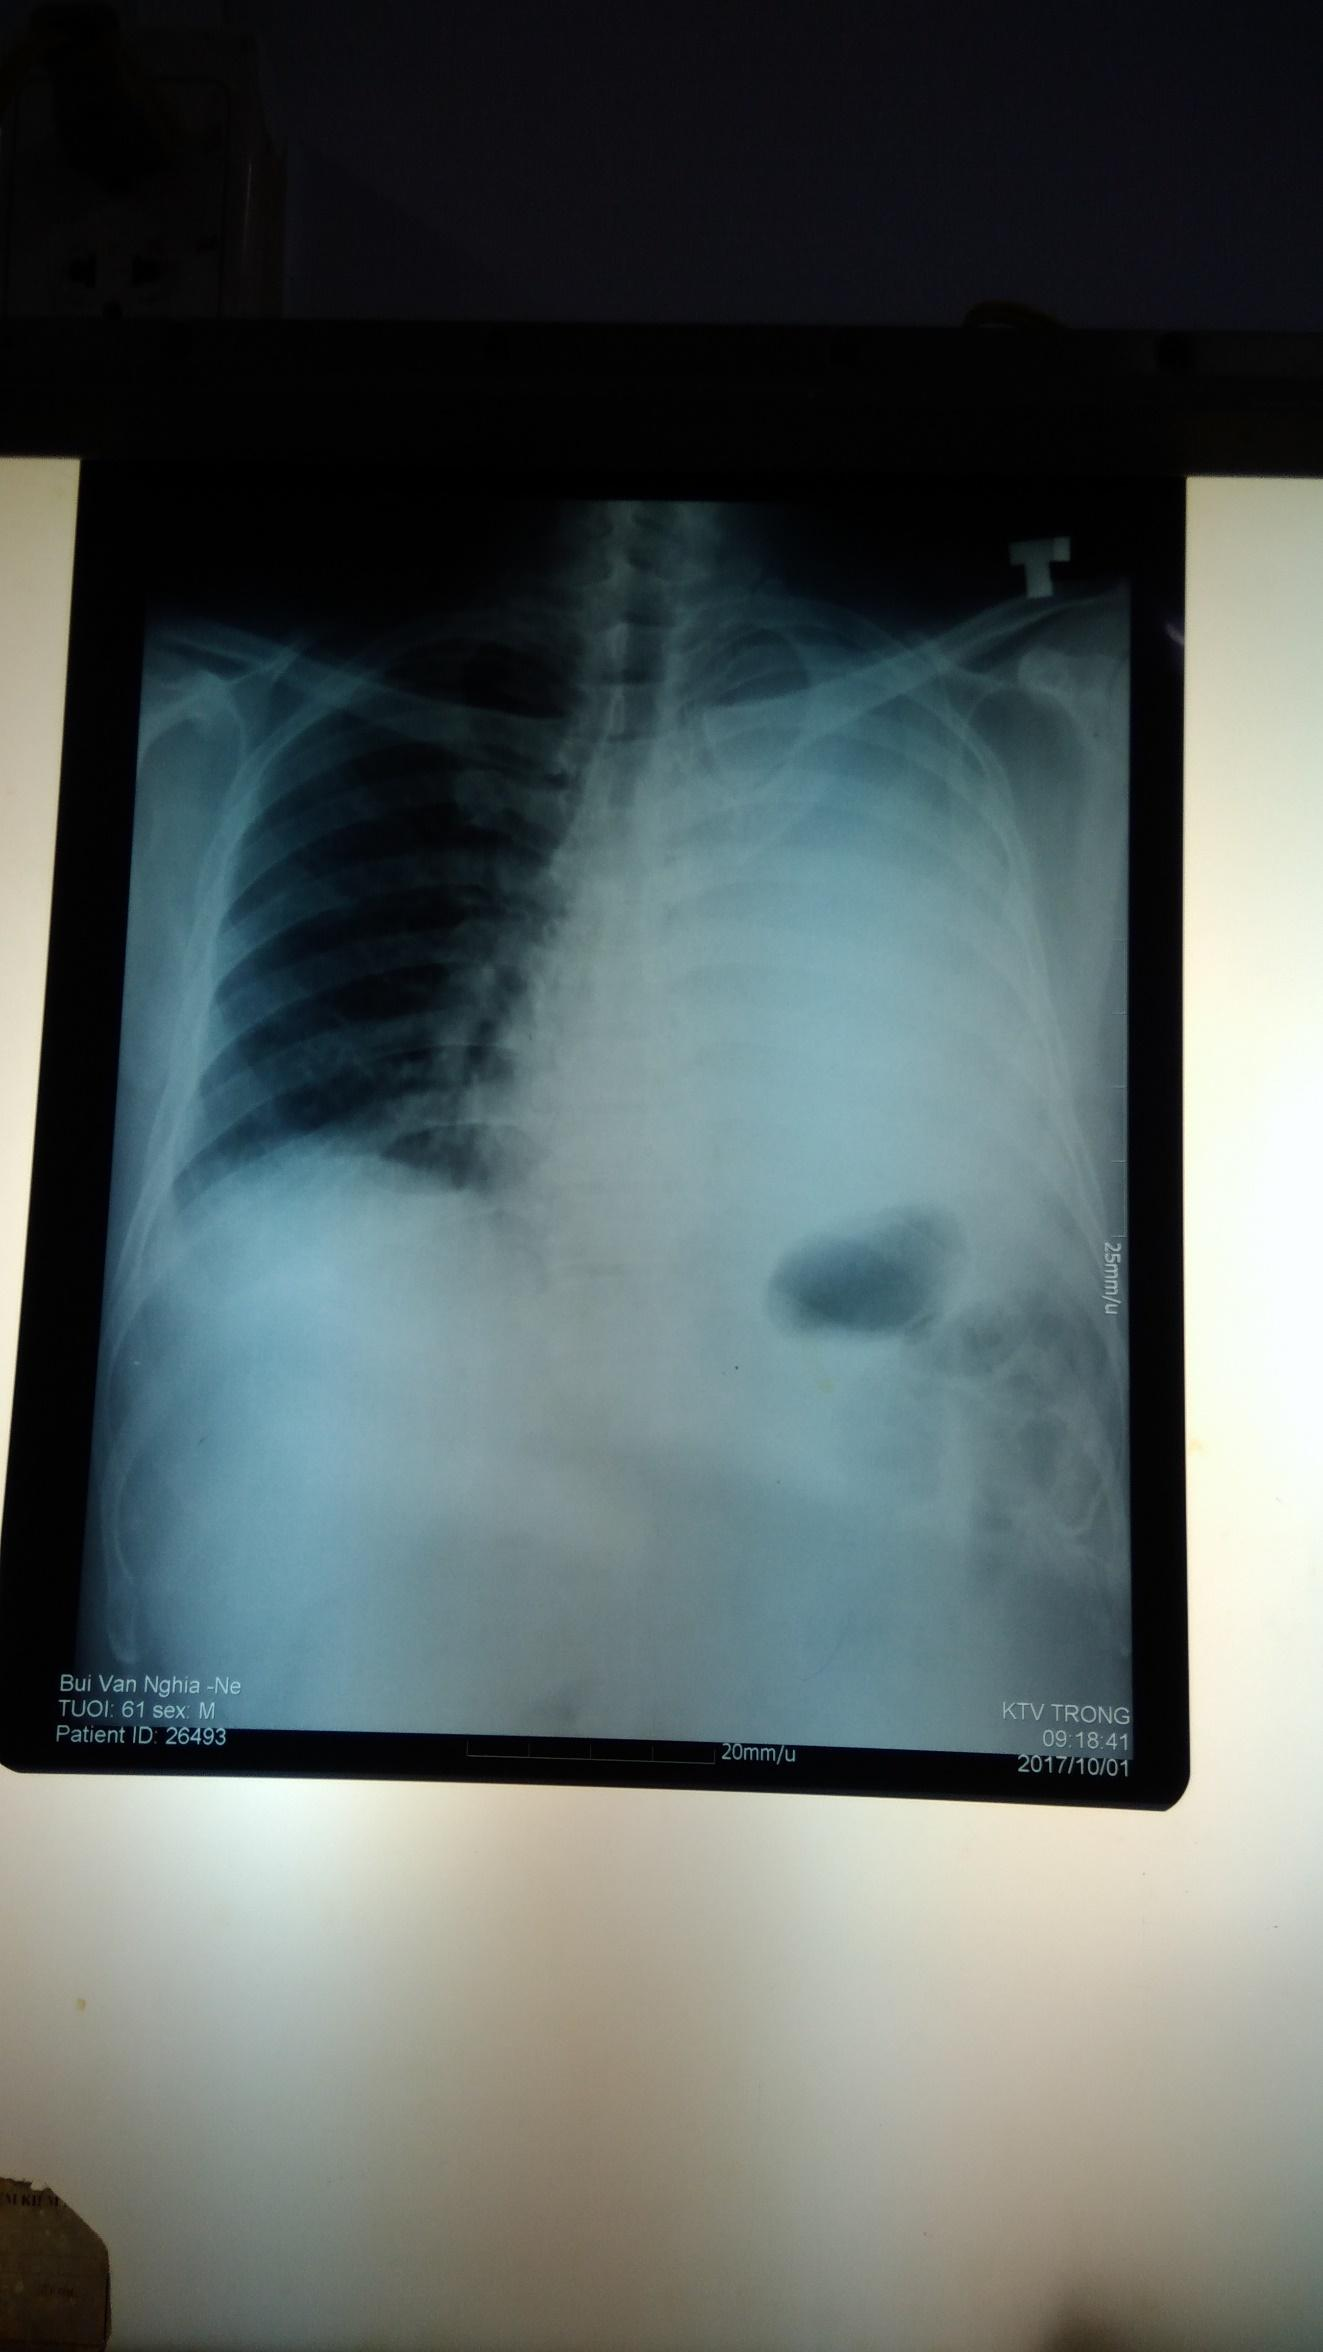 T
25mm/u
Bui Van Nghia -Ne
TUOI: 61 sex: M
Patient ID: 26493
20mm/u
KTV TRONG
09:18:41
2017/10/01